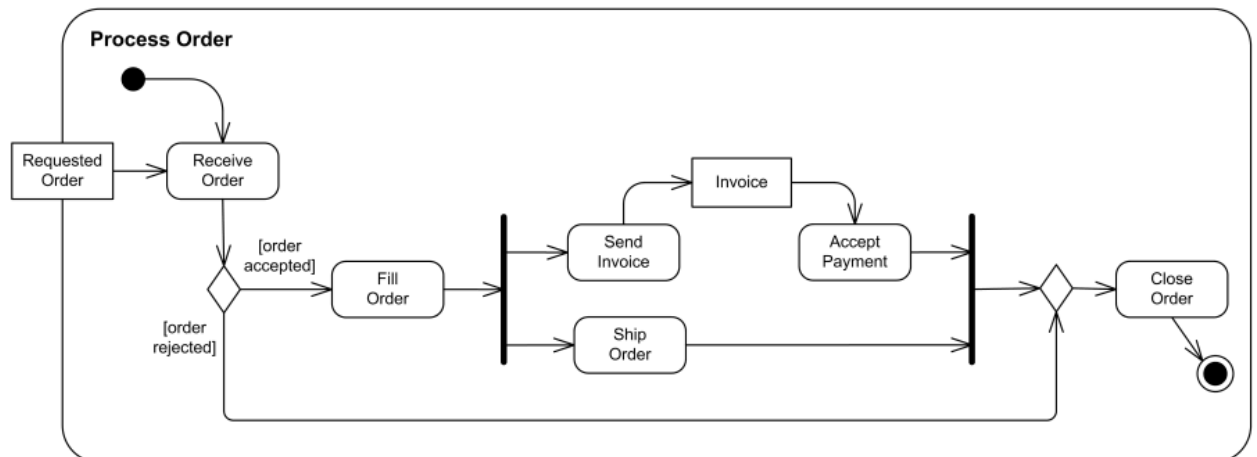 Process Order
Requested
Order
Receive
Order
Invoice
[order
accepted]
Send
Invoice
Accept
Payment
Fill
Order
Close
Order
[order
rejected]
Ship
Order